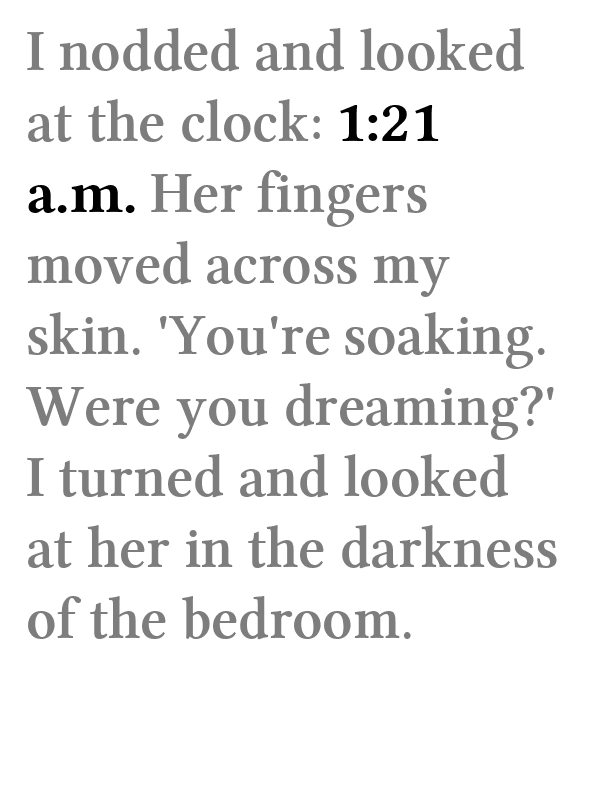 I nodded and looked
at the clock: 1:21
a.m. Her fingers
moved across my
skin. 'You're soaking.
Were you dreaming?'
I turned and looked
at her in the darkness
of the bedroom.